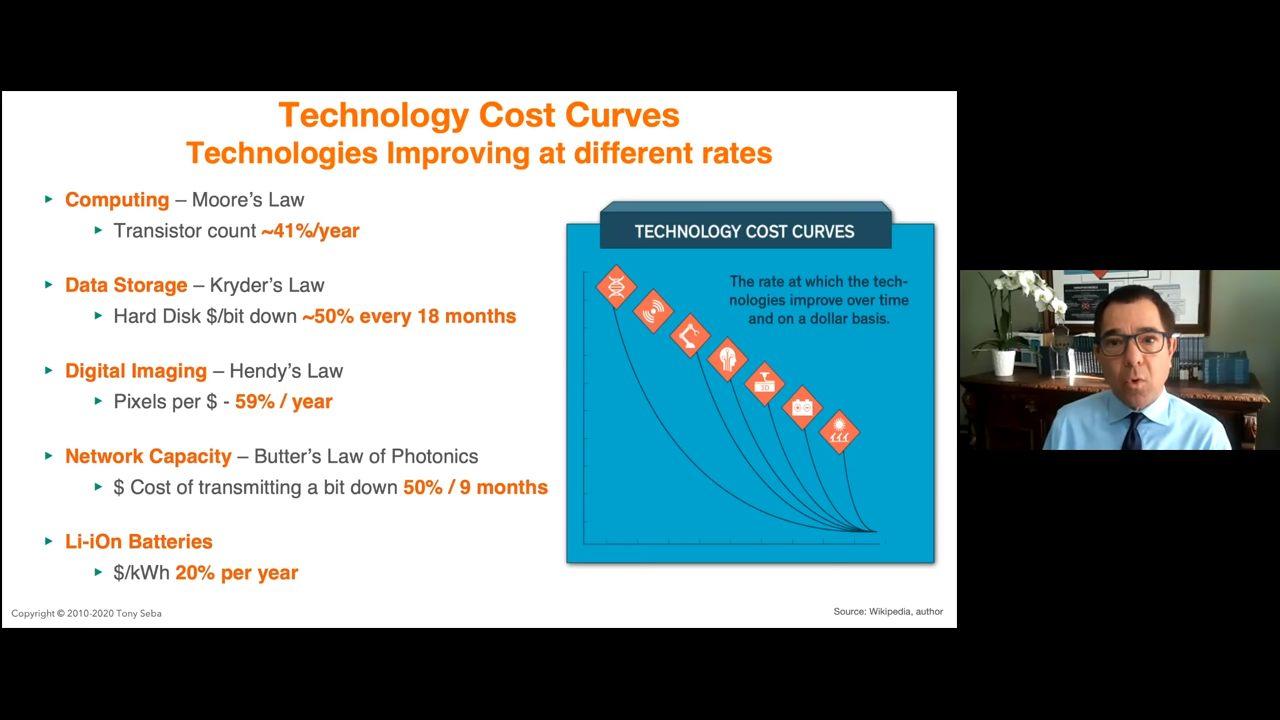 Technology Cost Curves
Technologies Improving at different rates
Computing – Moore's Law
Transistor count ~41%/year
Data Storage – Kryder's Law
Hard Disk $/bit down ~50% every 18 months
Digital Imaging – Hendy's Law
Pixels per $ - 59% / year
Network Capacity – Butter's Law of Photonics
$ Cost of transmitting a bit down 50% / 9 months
Li-iOn Batteries
$/kWh 20% per year
TECHNOLOGY COST CURVES
The rate at which the tech-
nologies improve over time
and on a dollar basis.
3D
Copyright © 2010-2020 Tony Seba
Source: Wikipedia, author